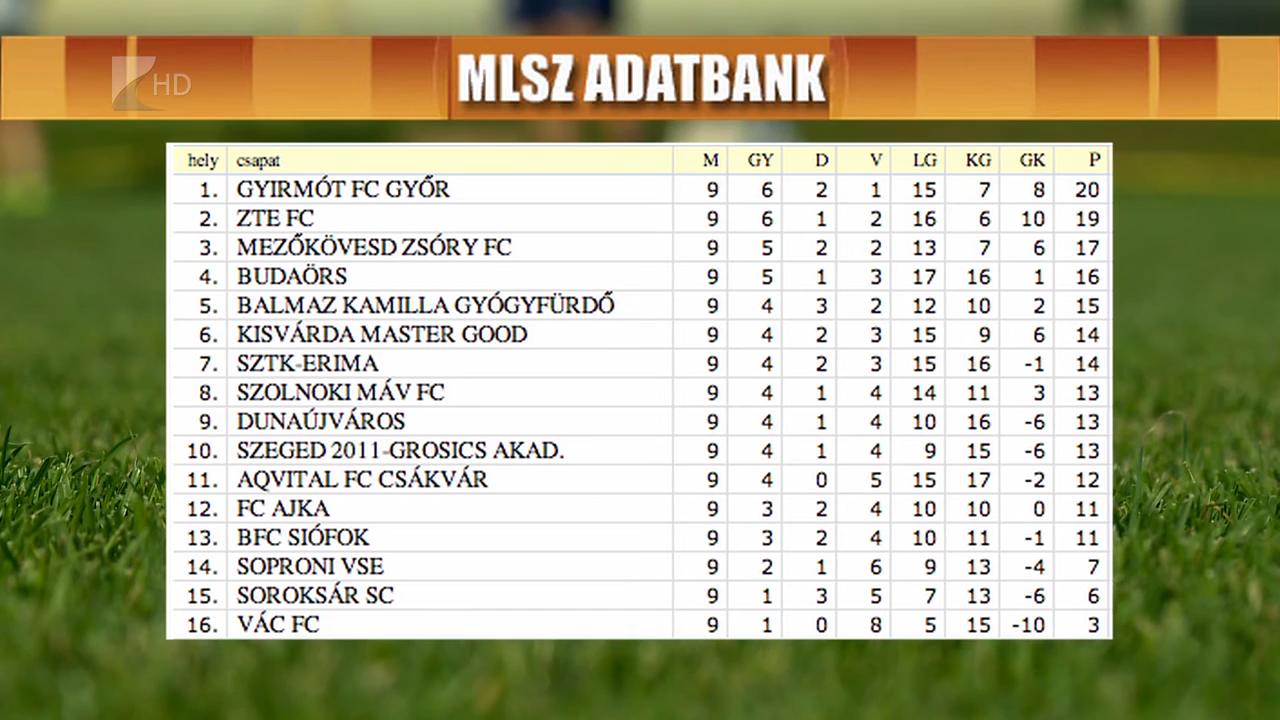 MLSZ ADATBANK
HD
hely csapat M GY D V LG KG GK P
1. GYIRMÓT FC GYŐR 9 6 2 1 15 7 8 20
2. ZTE FC 9 6 1 2 16 6 10 19
3. MEZŐKÖVESD ZSÓRY FC 9 5 2 2 13 7 6 17
4. BUDAÖRS 9 5 1 3 17 16 1 16
5. BALMAZ KAMILLA GYÓGYFÜRDŐ 9 4 3 2 12 10 2 15
6. KISVÁRDA MASTER GOOD 9 4 2 3 15 9 6 14
7. SZTK-ERIMA 9 4 2 3 15 16 -1 14
8. SZOLNOKI MÁV FC 9 4 1 4 14 11 3 13
9. DUNAÚJVÁROS 9 4 1 4 10 16 -6 13
10. SZEGED 2011-GROSICS AKAD. 9 4 1 4 9 15 -6 13
11. AQVITAL FC CSÁKVÁR 9 4 0 5 15 17 -2 12
12. FC AJKA 9 3 2 4 10 10 0 11
13. BFC SIÓFOK 9 3 2 4 10 11 -1 11
14. SOPRONI VSE 9 2 1 6 9 13 -4 7
15. SOROKSÁR SC 9 1 3 5 7 13 -6 6
16. VÁC FC 9 1 0 8 5 15 -10 3